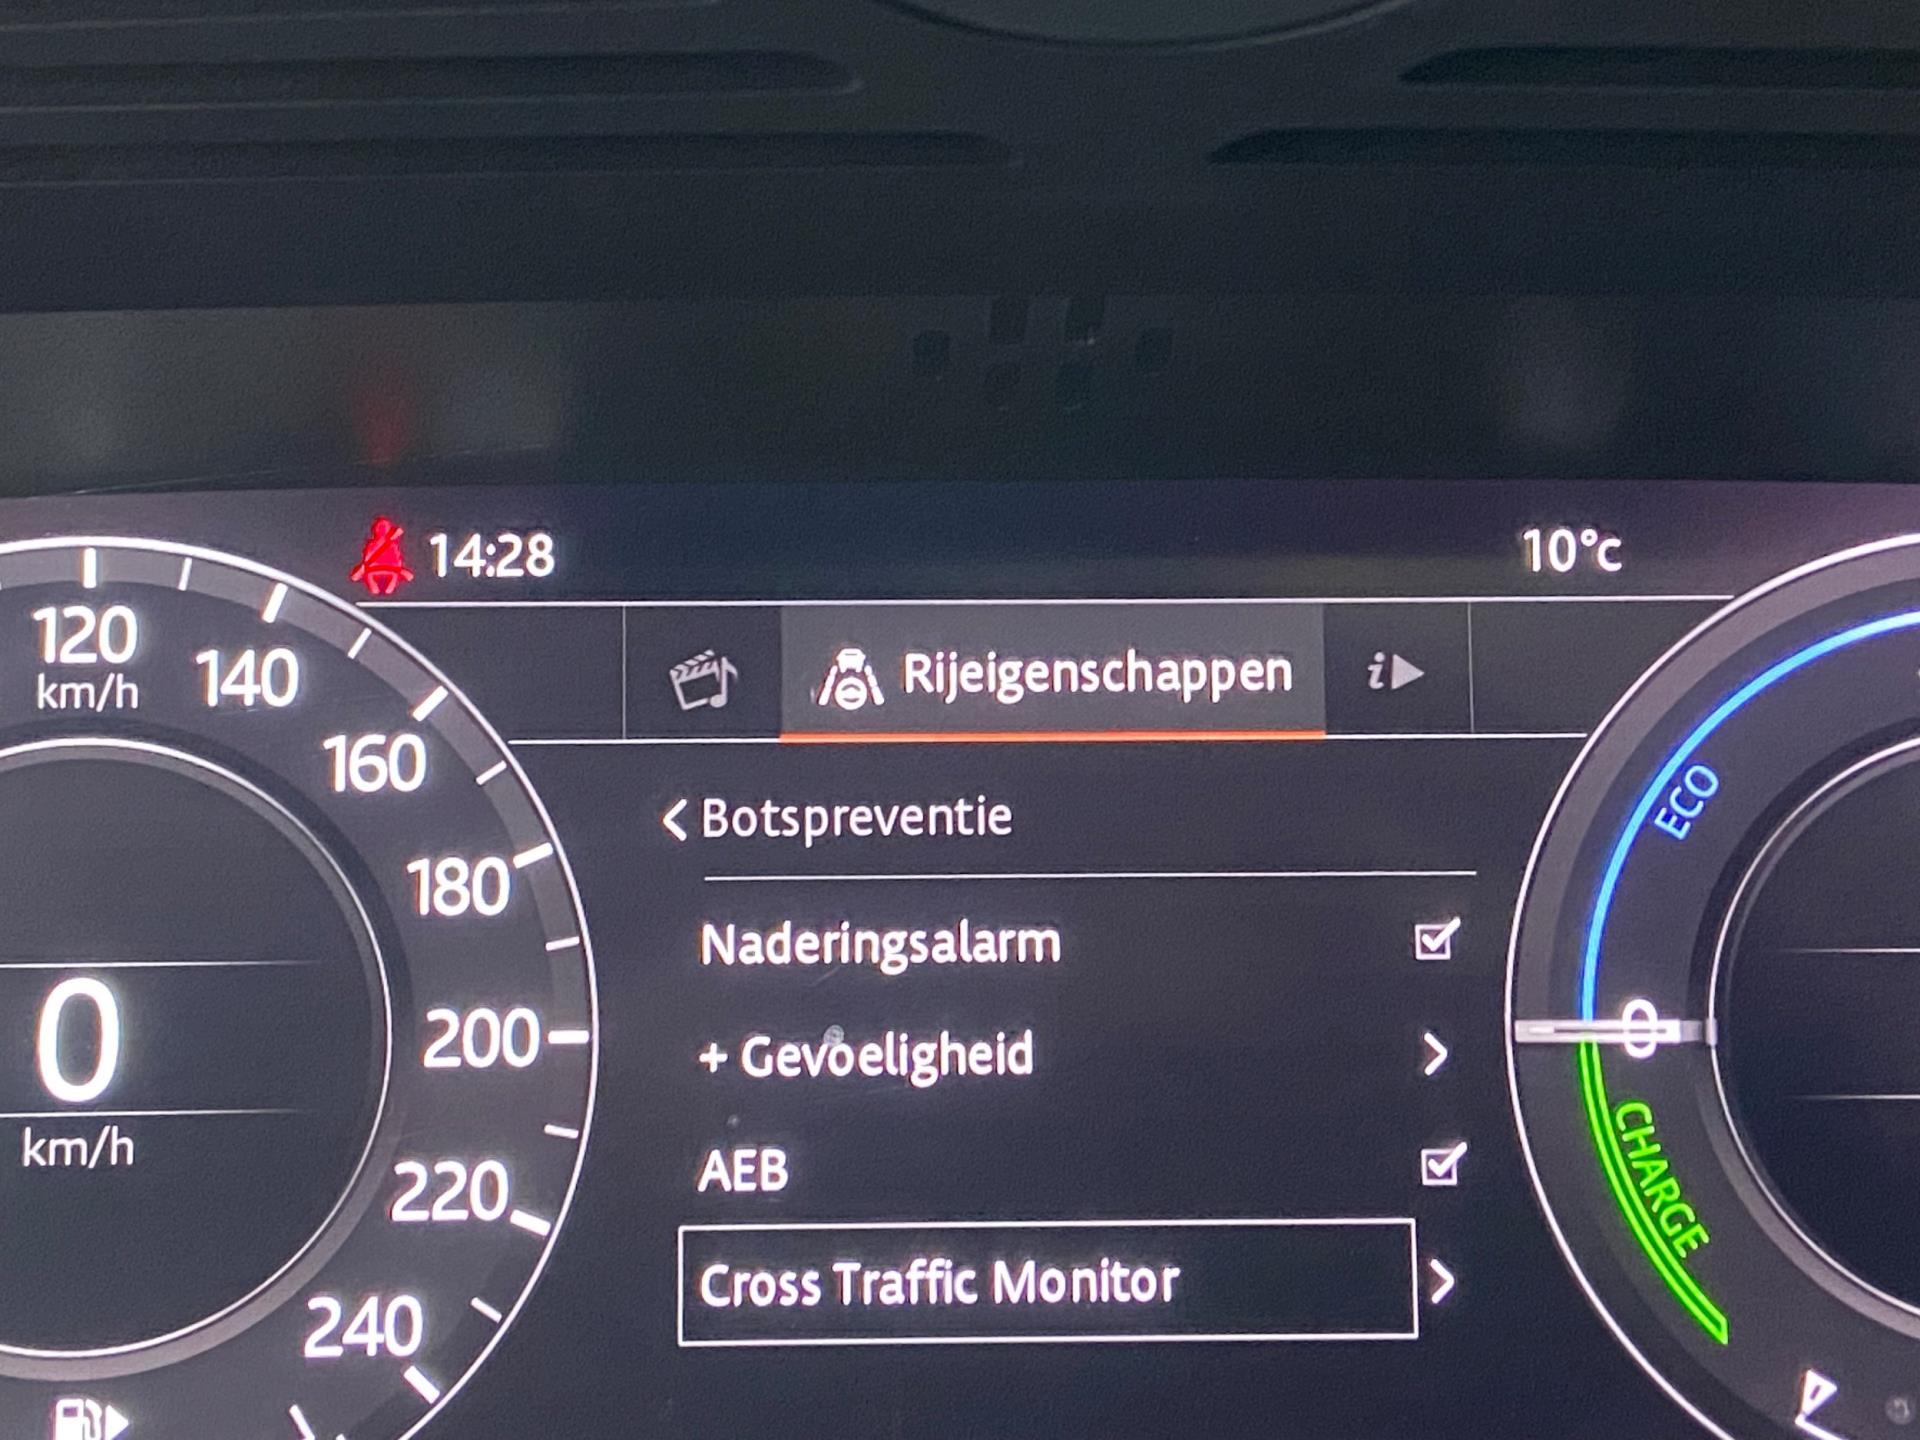 14:28
10°c
Rijeigenschappen
i
120
km/h
140
160
180
200
220
240
0
km/h
Botspreventie
Naderingsalarm
+ Gevoeligheid
AEB
Cross Traffic Monitor
ECO
0
CHARGE